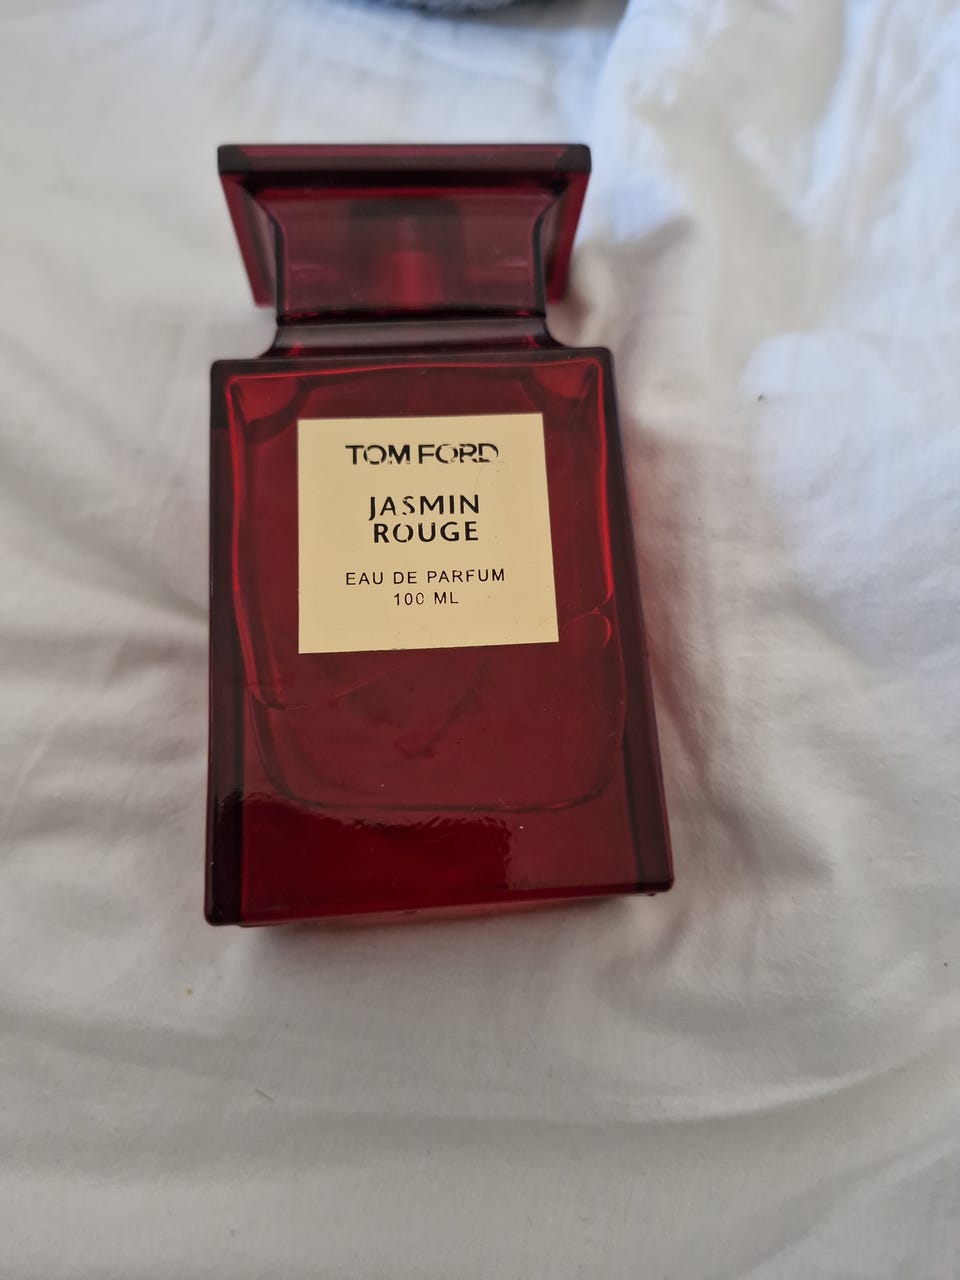 TOM FORD
JASMIN
ROUGE
EAU DE PARFUM
100 ML